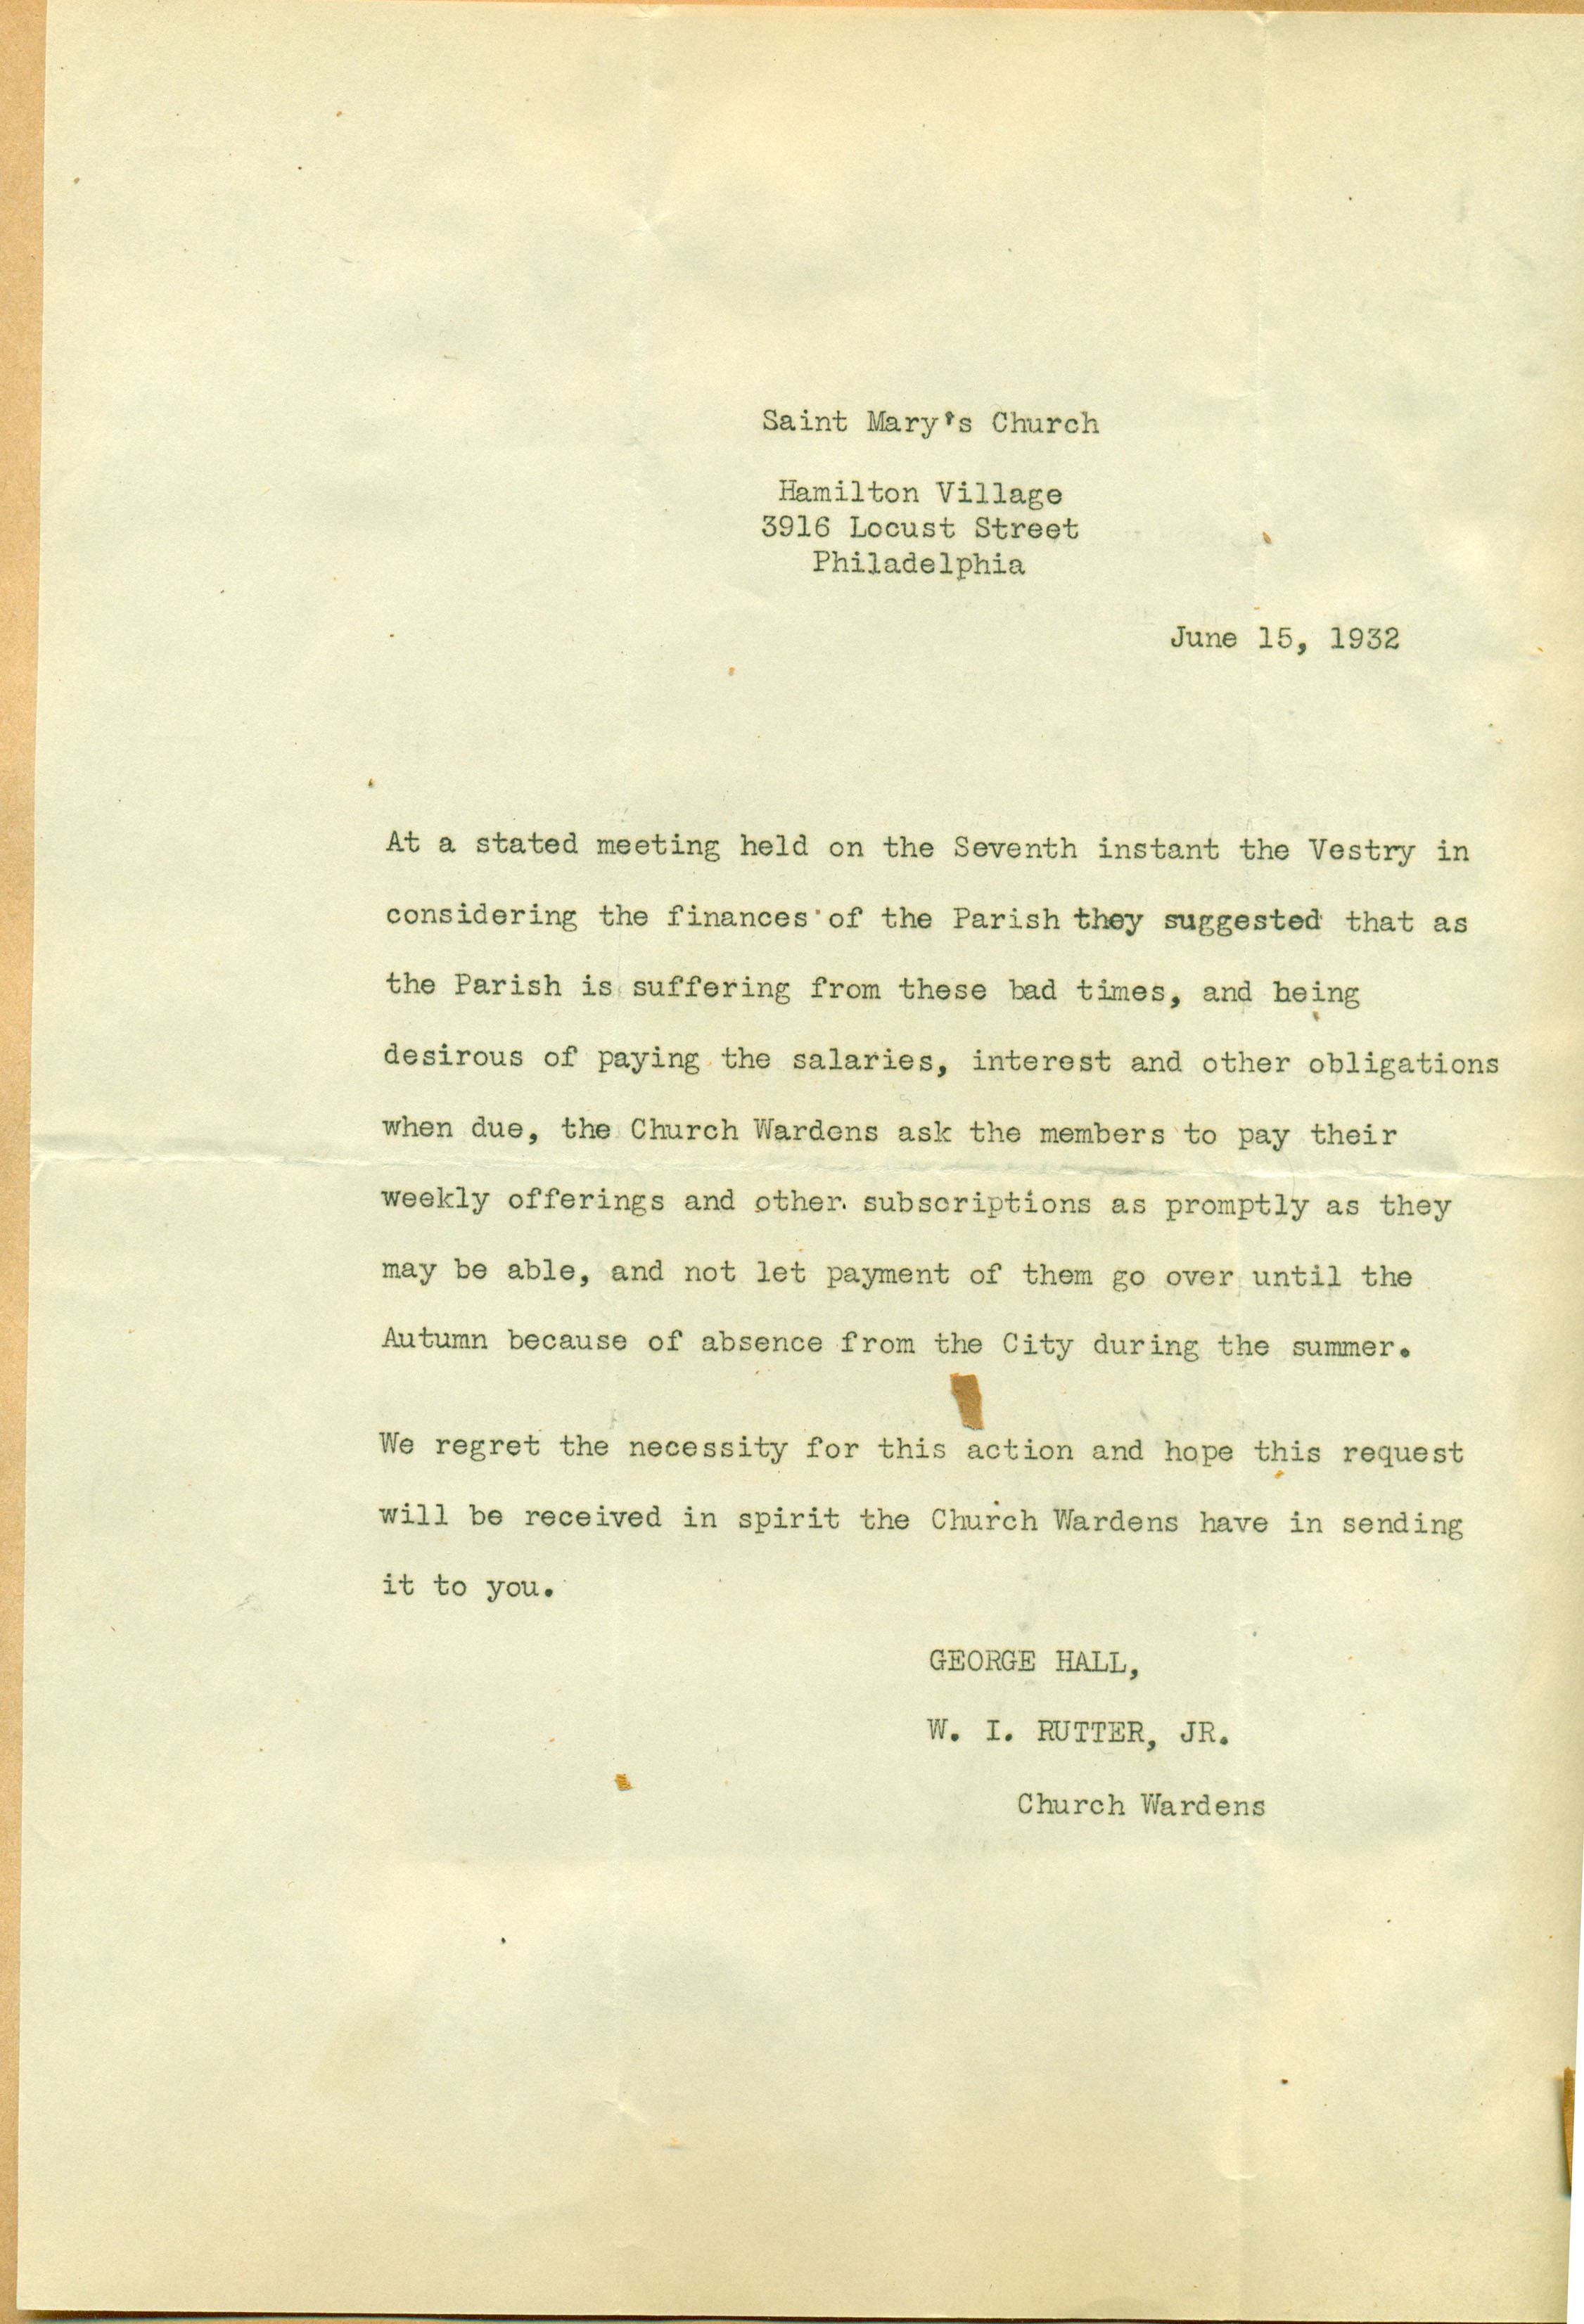 Saint Mary's Church
Hamilton Village
3916 Locust Street
Philadelphia
June 15, 1932
At a stated meeting held on the Seventh instant the Vestry in
considering the finances of the Parish they suggested that as
the Parish is suffering from these bad times, and being
desirous of paying the salaries, interest and other obligations
when due, the Church Wardens ask the members to pay their
weekly offerings and other subscriptions as promptly as they
may be able, and not let payment of them go over until the
Autumn because of absence from the City during the summer.
We regret the necessity for this action and hope this request
will be received in spirit the Church Wardens have in sending
it to you.
GEORGE HALL,
W. I. RUTTER, JR.
Church Wardens